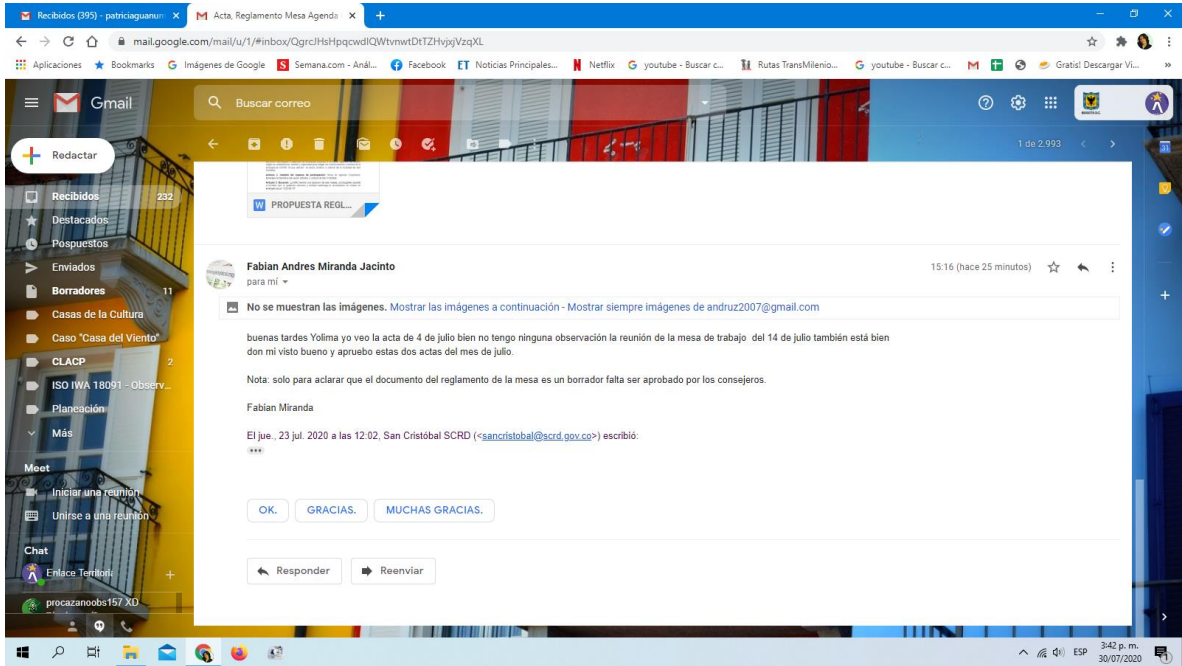 Recibidos (395) - patriciaguanum
Acta, Reglamento Mesa Agenda
mail.google.com/mail/u/1/#inbox/QgrcJHsHpqcwdlQWtvnwtDtTZHvjxjVzqXL
Aplicaciones Bookmarks Imágenes de Google Semana.com - Anál... Facebook Noticias Principales... Netflix youtube - Buscar c... Rutas TransMilenio... youtube - Buscar c... Gratis! Descargar Vi... »
Gmail
Buscar correo
Redactar
1 de 2.993
Recibidos 232
Destacados
Pospuestos
Enviados
Borradores 11
Casas de la Cultura
Caso "Casa del Viento"
CLACP 2
ISO IWA 18091 - Observ...
Planeación
Más
Meet
Iniciar una reunión
Unirse a una reunión
Chat
Enlace Territori
procazanoobs157 XD
W PROPUESTA REGL...
Fabian Andres Miranda Jacinto
15:16 (hace 25 minutos)
para mí
No se muestran las imágenes. Mostrar las imágenes a continuación - Mostrar siempre imágenes de andruz2007@gmail.com
buenas tardes Yolima yo veo la acta de 4 de julio bien no tengo ninguna observación la reunión de la mesa de trabajo del 14 de julio también está bien
don mi visto bueno y apruebo estas dos actas del mes de julio.
Nota: solo para aclarar que el documento del reglamento de la mesa es un borrador falta ser aprobado por los consejeros.
Fabian Miranda
El jue., 23 jul. 2020 a las 12:02, San Cristóbal SCRD (<sancristobal@scrd.gov.co>) escribió:
OK. GRACIAS. MUCHAS GRACIAS.
Responder Reenviar
ESP
3:42 p. m.
30/07/2020